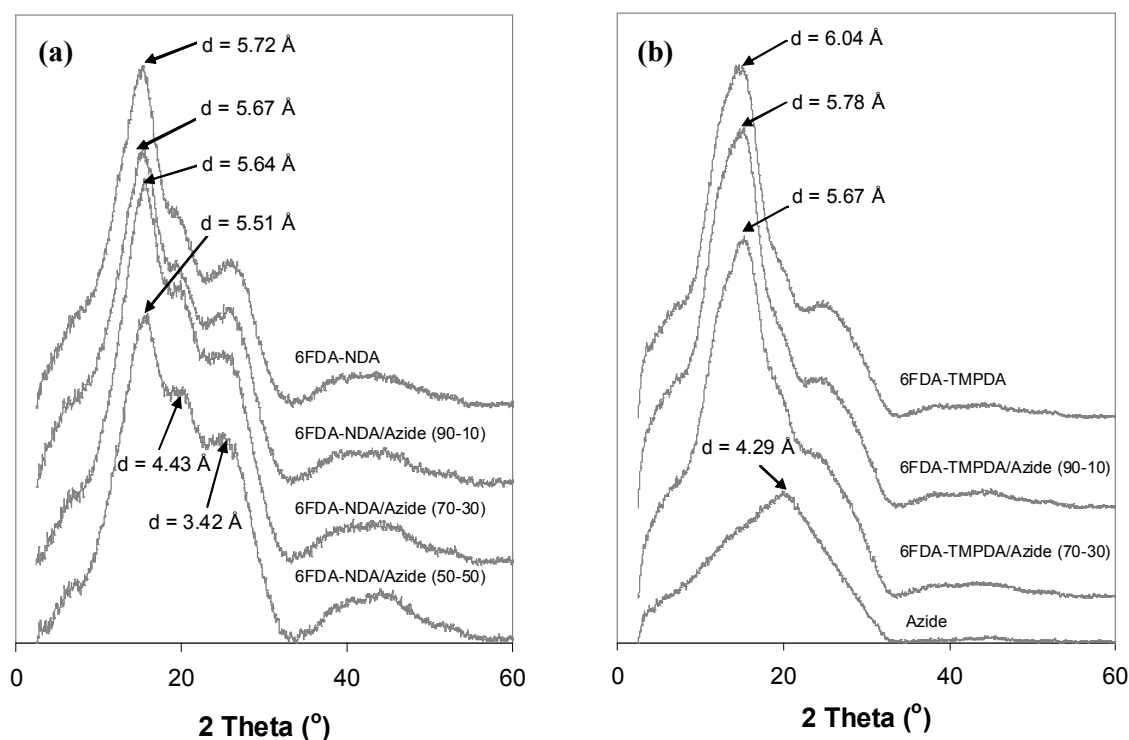 (a)
d = 5.72 Å
d = 5.67 Å
d = 5.64 Å
d = 5.51 Å
6FDA-NDA
6FDA-NDA/Azide (90-10)
d = 4.43 Å
d = 3.42 Å
6FDA-NDA/Azide (70-30)
6FDA-NDA/Azide (50-50)
0 20 40 60
2 Theta (o)
(b)
d = 6.04 Å
d = 5.78 Å
d = 5.67 Å
6FDA-TMPDA
d = 4.29 Å
6FDA-TMPDA/Azide (90-10)
6FDA-TMPDA/Azide (70-30)
Azide
0 20 40 60
2 Theta (o)